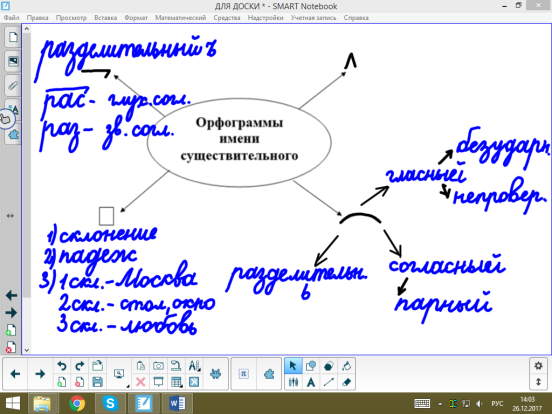 ДЛЯ ДОСКИ * - SMART Notebook
Файл Правка Просмотр Вставка Формат Математический Средства Надстройки Учетная запись Справка
разделительный ъ
рас- глух. согл.
раз- зв. согл.
Орфограммы
имени
существительного
гласный
безударн
непровер.
согласный
парный
разделительн.
ь
1) склонение
2) падеж
3) 1 скл. - Москва
2 скл. - стол, окно
3 скл. - любовь
РУС
14:03
26.12.2017